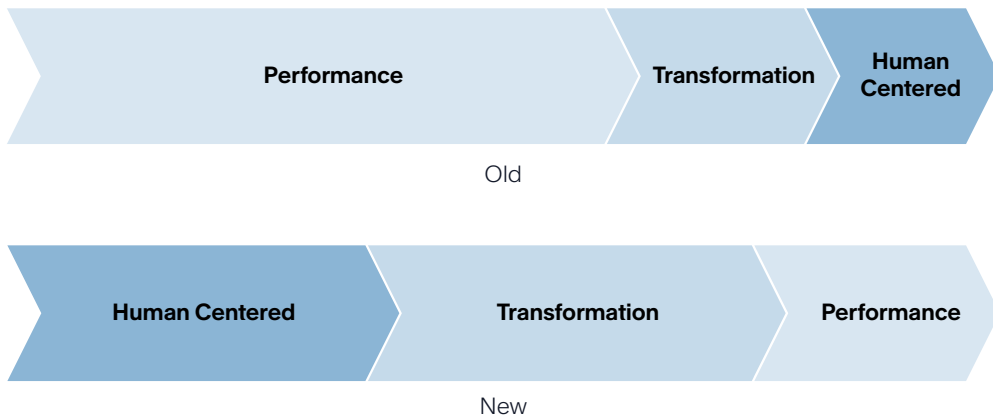 Performance
Transformation
Human
Centered
Old
Human Centered
Transformation
Performance
New